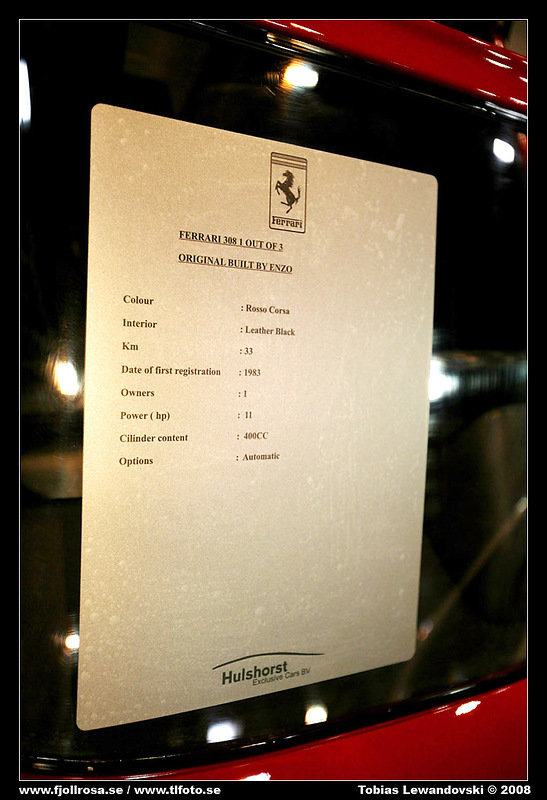 Ferrari
FERRARI 308 1 OUT OF 3
ORIGINAL BUILT BY ENZO
Colour : Rosso Corsa
Interior : Leather Black
Km : 33
Date of first registration : 1983
Owners : 1
Power ( hp) : 11
Cilinder content : 400CC
Options : Automatic
Hulshorst
Exclusive Cars BV
www.fjollrosa.se / www.tlfoto.se Tobias Lewandovski © 2008